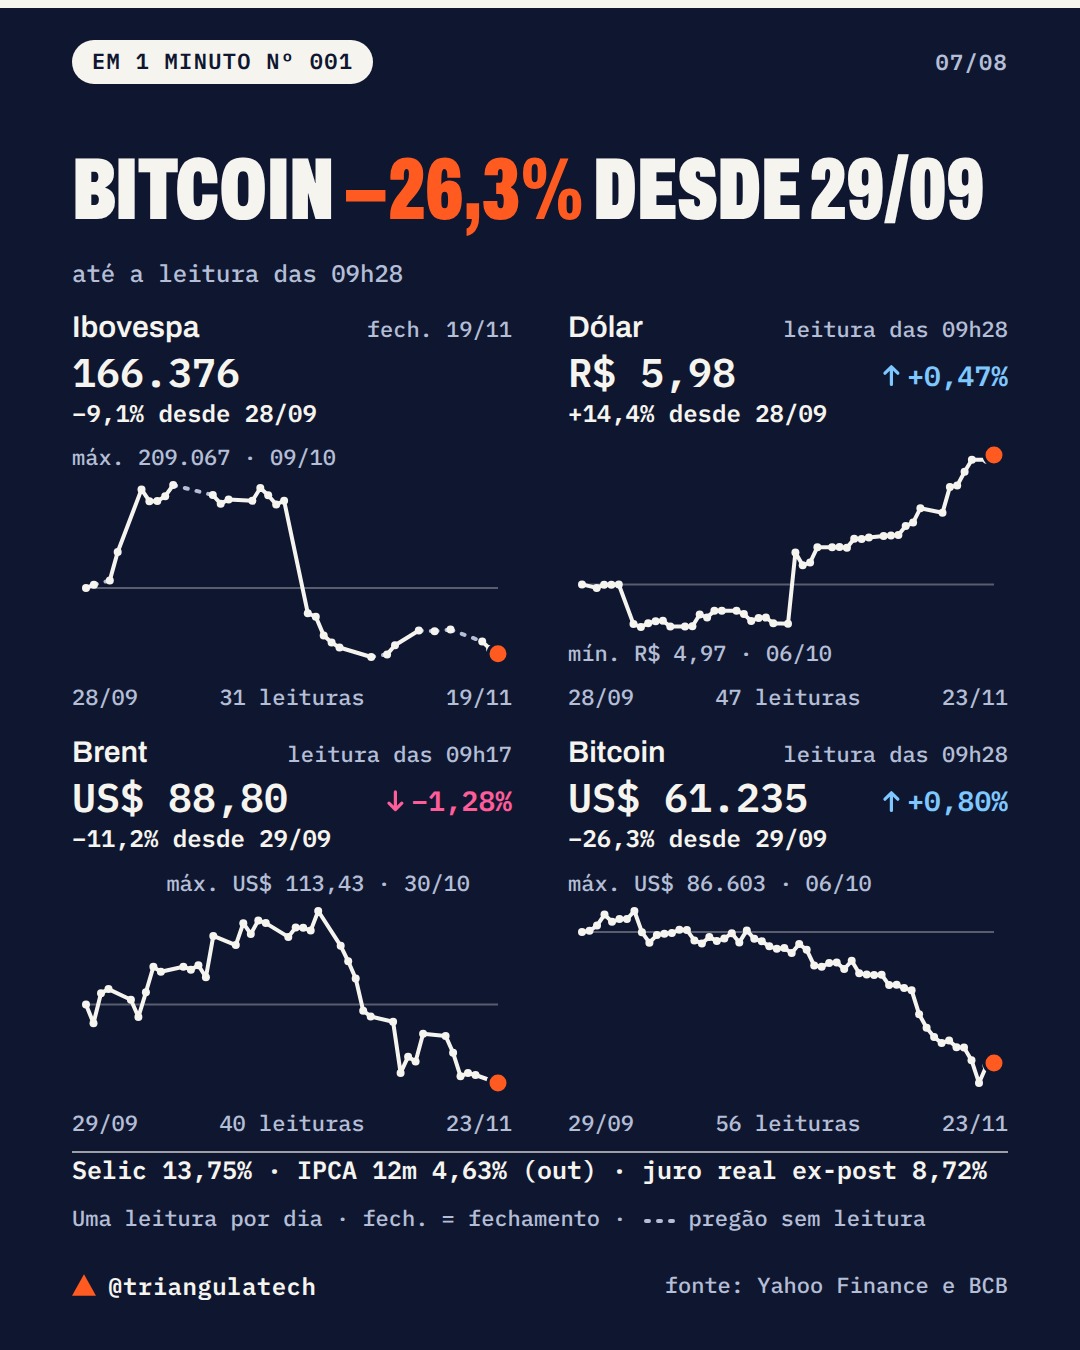 EM 1 MINUTO Nº 001
07/08
BITCOIN −26,3% DESDE 29/09
até a leitura das 09h28
Ibovespa
fech. 19/11
166.376
−9,1% desde 28/09
máx. 209.067 · 09/10
28/09 31 leituras 19/11
Dólar
leitura das 09h28
R$ 5,98
↑+0,47%
+14,4% desde 28/09
mín. R$ 4,97 · 06/10
28/09 47 leituras 23/11
Brent
leitura das 09h17
US$ 88,80
↓−1,28%
−11,2% desde 29/09
máx. US$ 113,43 · 30/10
29/09 40 leituras 23/11
Bitcoin
leitura das 09h28
US$ 61.235
↑+0,80%
−26,3% desde 29/09
máx. US$ 86.603 · 06/10
29/09 56 leituras 23/11
Selic 13,75% · IPCA 12m 4,63% (out) · juro real ex-post 8,72%
Uma leitura por dia · fech. = fechamento · --- pregão sem leitura
@triangulatech
fonte: Yahoo Finance e BCB